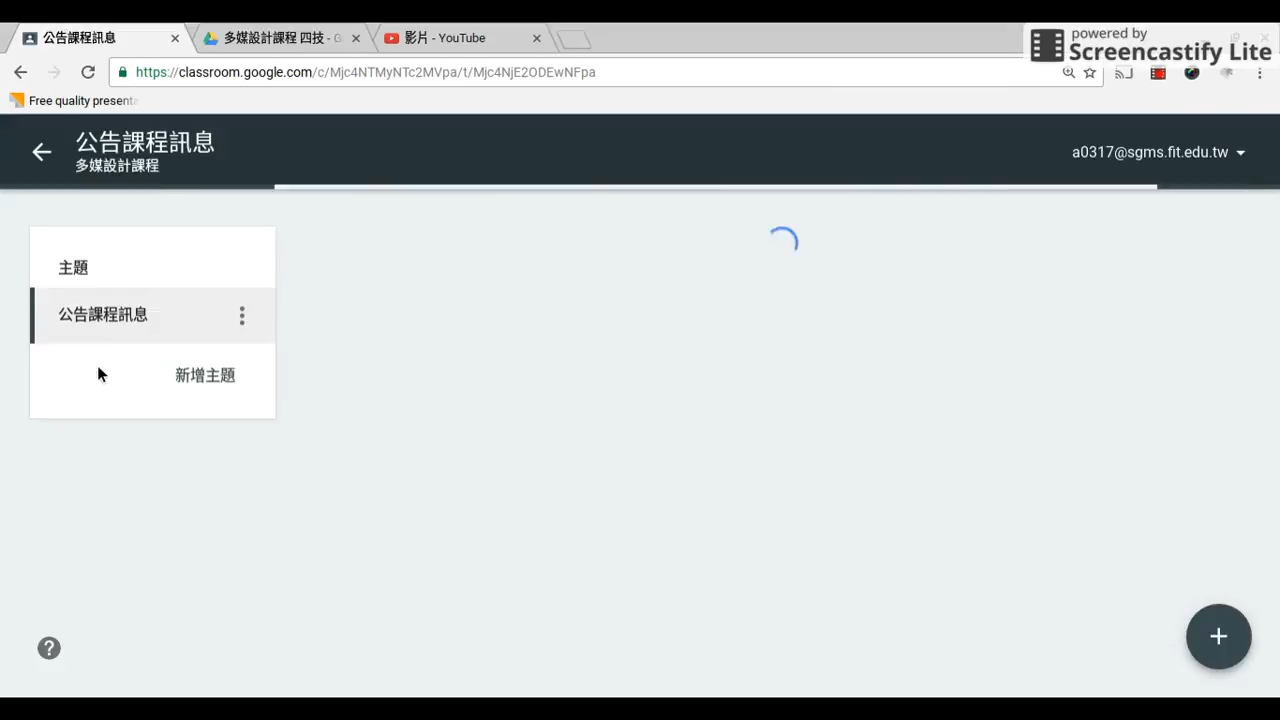 公告課程訊息
多媒設計課程 四技 - G
影片 - YouTube
powered by
Screencastify Lite
https://classroom.google.com/c/Mjc4NTMyNTc2MVpa/t/Mjc4NjE2ODEwNFpa
Free quality presenta
公告課程訊息
多媒設計課程
a0317@sgms.fit.edu.tw
主題
公告課程訊息
新增主題